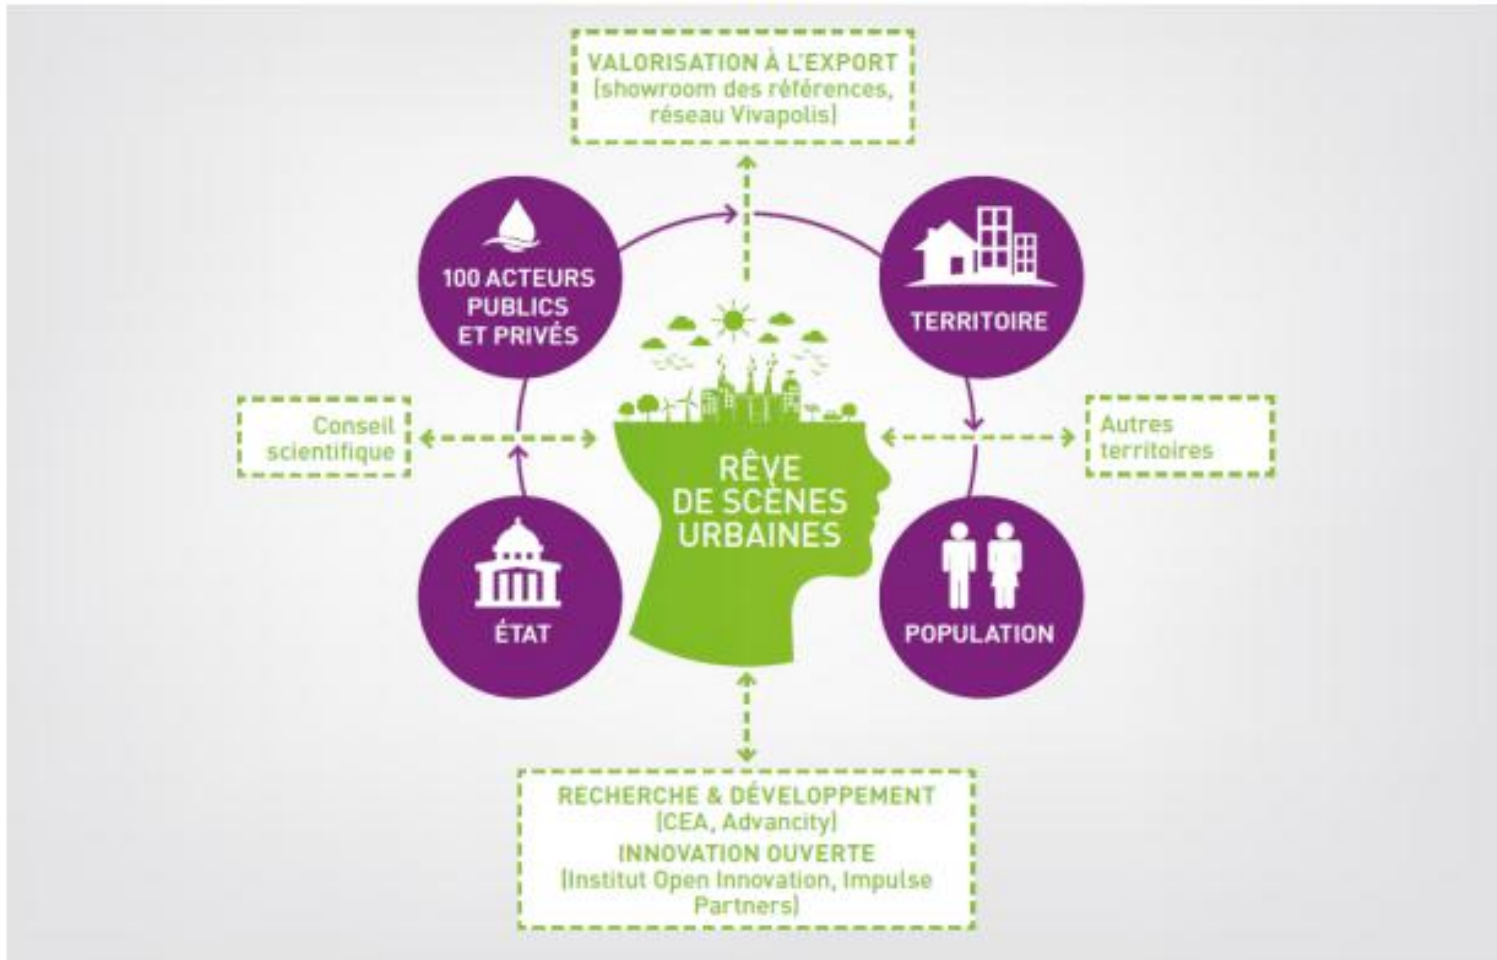 VALORISATION À L'EXPORT
(showroom des références,
réseau Vivapolis)
100 ACTEURS
PUBLICS
ET PRIVÉS
TERRITOIRE
Conseil
scientifique
RÊVE
DE SCÈNES
URBAINES
Autres
territoires
ÉTAT
POPULATION
RECHERCHE & DÉVELOPPEMENT
(CEA, Advancity)
INNOVATION OUVERTE
(Institut Open Innovation, Impulse
Partners)